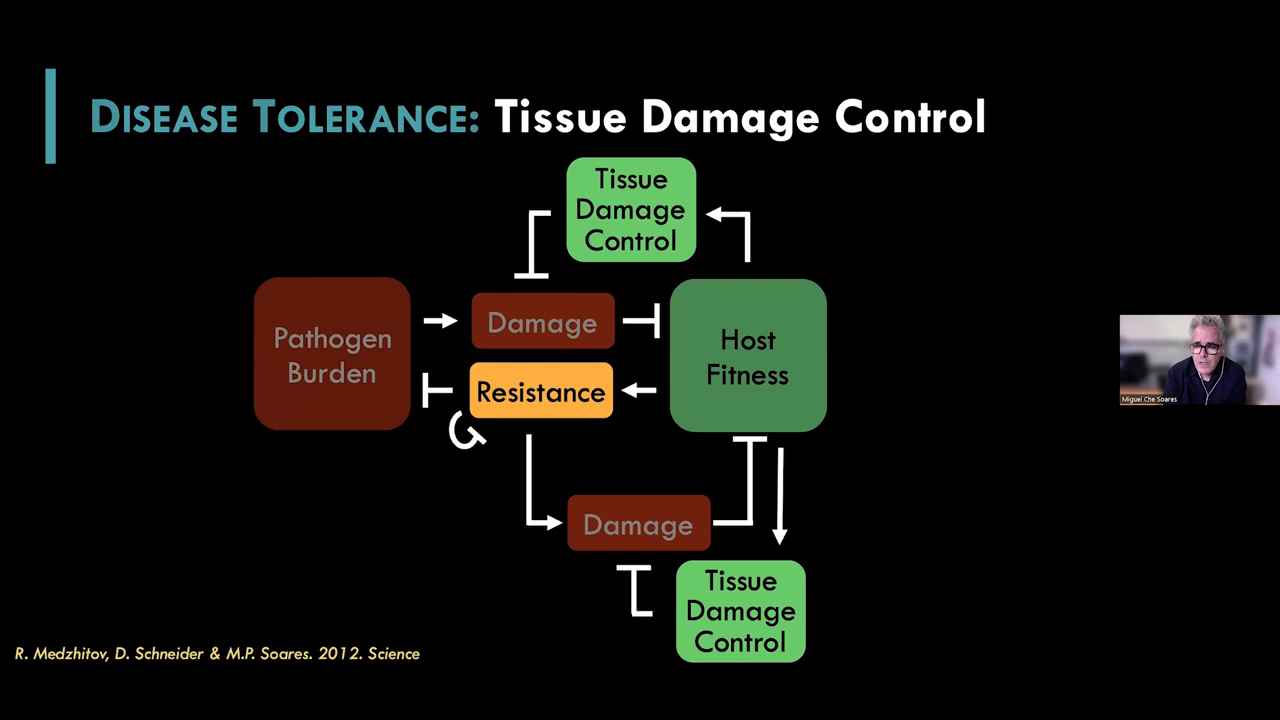 DISEASE TOLERANCE: Tissue Damage Control
Tissue
Damage
Control
Pathogen
Burden
Damage
Host
Fitness
Resistance
Damage
Tissue
Damage
Control
R. Medzhitov, D. Schneider & M.P. Soares. 2012. Science
Miguel Che Soares